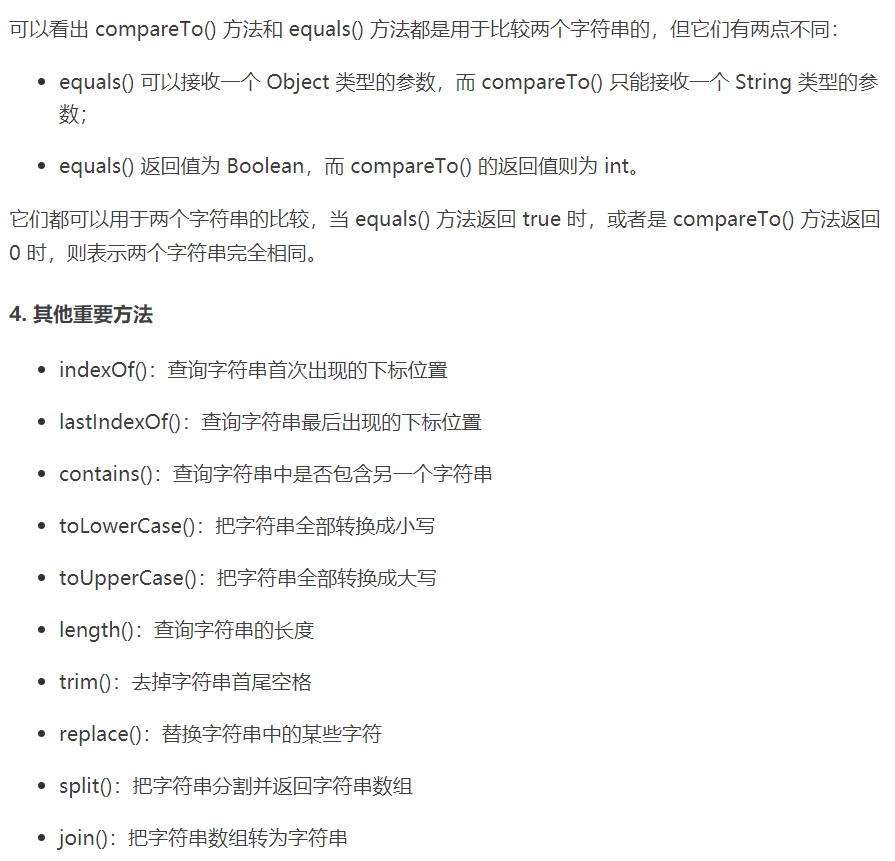 可以看出 compareTo() 方法和 equals() 方法都是用于比较两个字符串的，但它们有两点不同：
• equals() 可以接收一个 Object 类型的参数，而 compareTo() 只能接收一个 String 类型的参
数；
• equals() 返回值为 Boolean，而 compareTo() 的返回值则为 int。
它们都可以用于两个字符串的比较，当 equals() 方法返回 true 时，或者是 compareTo() 方法返回
0 时，则表示两个字符串完全相同。
4. 其他重要方法
• indexOf()：查询字符串首次出现的下标位置
• lastIndexOf()：查询字符串最后出现的下标位置
• contains()：查询字符串中是否包含另一个字符串
• toLowerCase()：把字符串全部转换成小写
• toUpperCase()：把字符串全部转换成大写
• length()：查询字符串的长度
• trim()：去掉字符串首尾空格
• replace()：替换字符串中的某些字符
• split()：把字符串分割并返回字符串数组
• join()：把字符串数组转为字符串